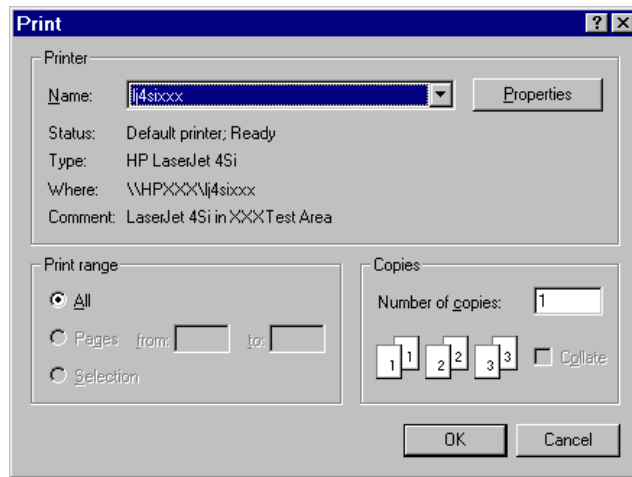 Print
Printer
Name: lj4sixxx Properties
Status: Default printer; Ready
Type: HP LaserJet 4Si
Where: \\HPXXX\lj4sixxx
Comment: LaserJet 4Si in XXX Test Area
Print range
All
Pages from: to:
Selection
Copies
Number of copies: 1
1 1 2 2 3 3 Collate
OK Cancel